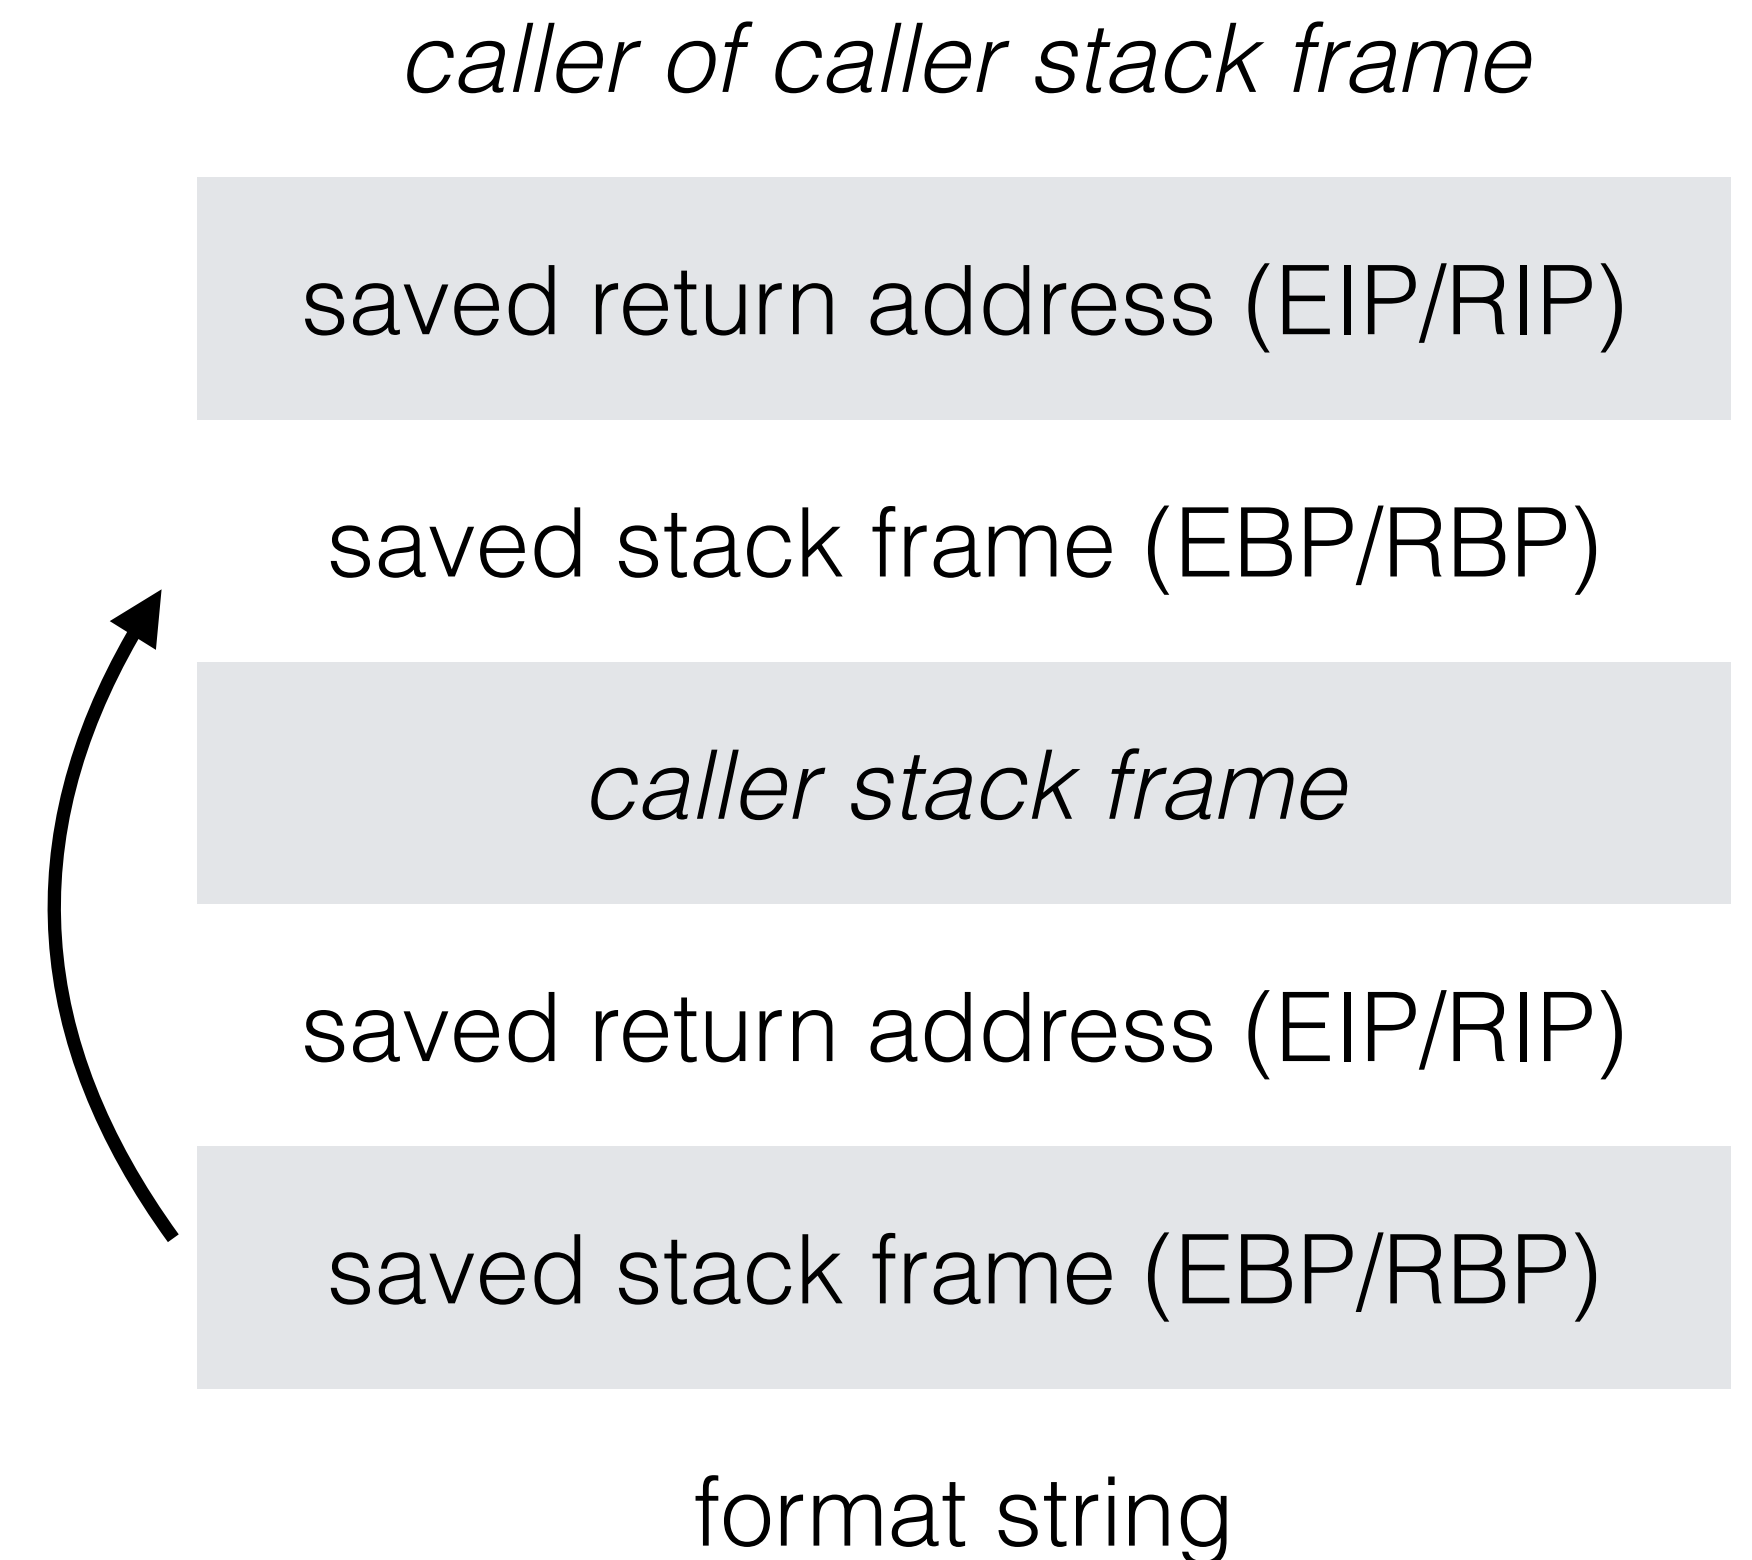 caller of caller stack frame
saved return address (EIP/RIP)
saved stack frame (EBP/RBP)
caller stack frame
saved return address (EIP/RIP)
saved stack frame (EBP/RBP)
format string